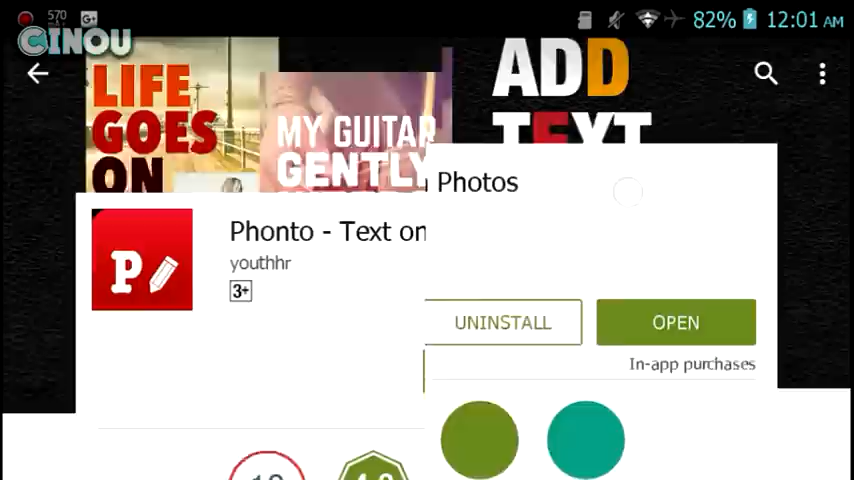 570
G+
82%
12:01 AM
CINOU
LIFE
GOES
ON
MY GUITAR
GENTLY
ADD
TEXT
Photos
P
Phonto - Text on
youthhr
3+
UNINSTALL
OPEN
In-app purchases